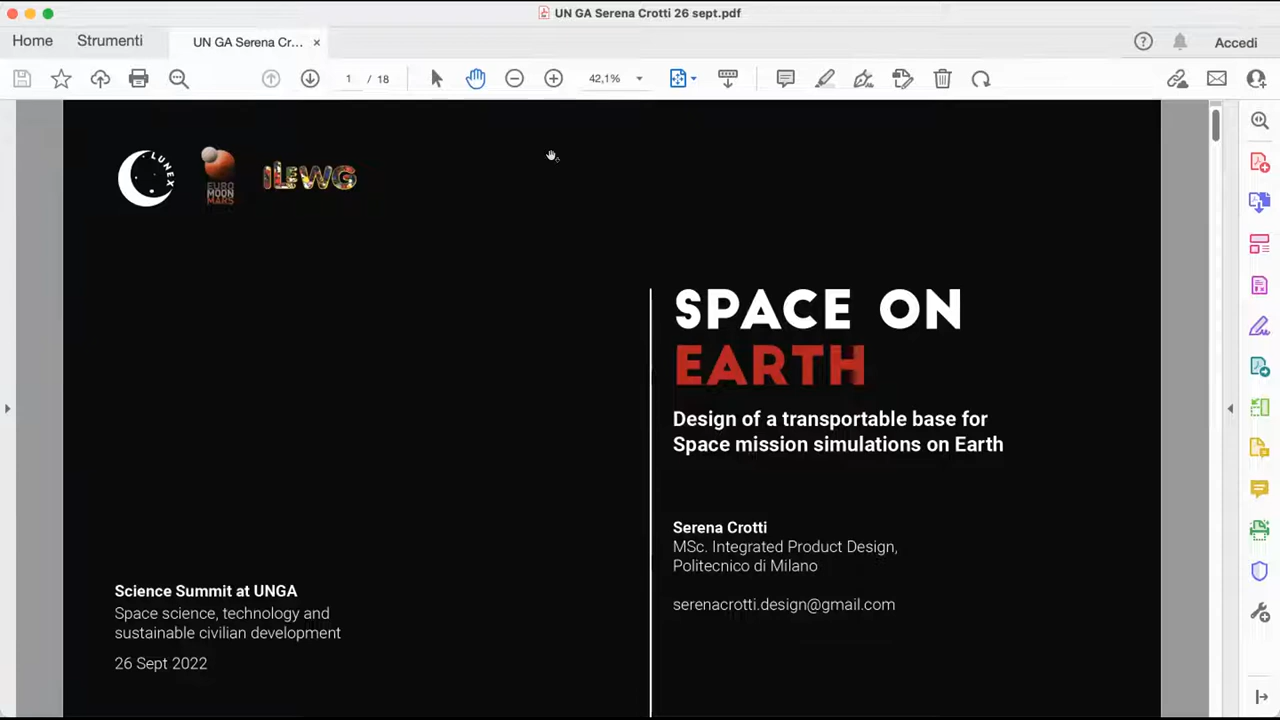 UN GA Serena Crotti 26 sept.pdf
Home
Strumenti
UN GA Serena Cr...
Accedi
1 / 18
42,1%
LUNEX
EURO
MOON
MARS
ILEWG
SPACE ON
EARTH
Design of a transportable base for
Space mission simulations on Earth
Serena Crotti
MSc. Integrated Product Design,
Politecnico di Milano
serenacrotti.design@gmail.com
Science Summit at UNGA
Space science, technology and
sustainable civilian development
26 Sept 2022